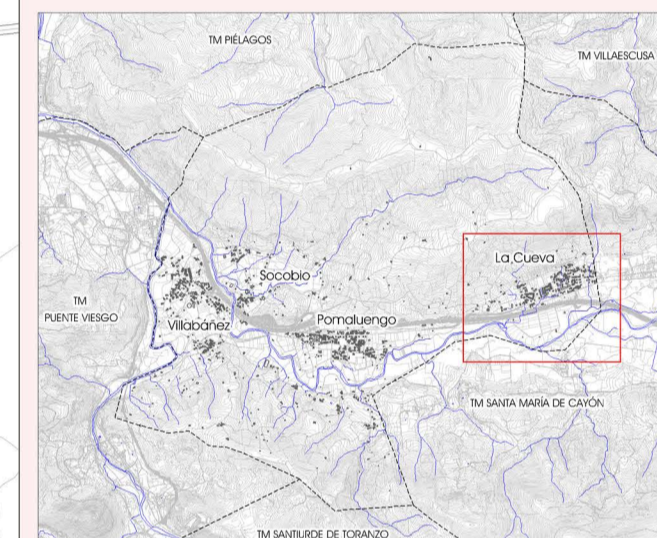 TM PIÉLAGOS
TM VILLAESCUSA
La Cueva
Socobio
TM
PUENTE VIESGO
Villabáñez
Pomaluengo
TM SANTA MARÍA DE CAYÓN
TM SANTIURDE DE TORANZO